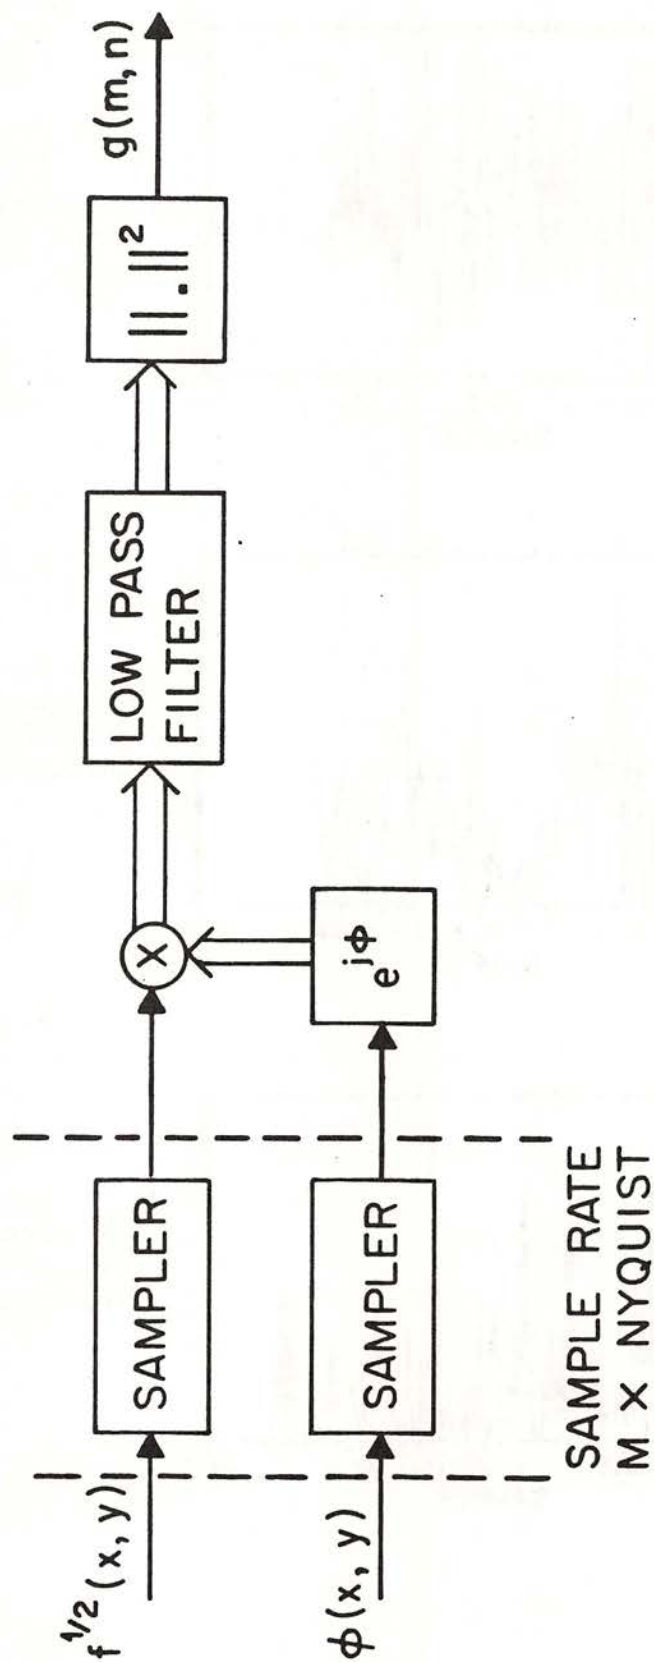 f^{1/2}(x, y)
SAMPLER
X
LOW PASS
FILTER
||.||²
g(m, n)
ϕ(x, y)
SAMPLER
e^{jϕ}
SAMPLE RATE
M X NYQUIST